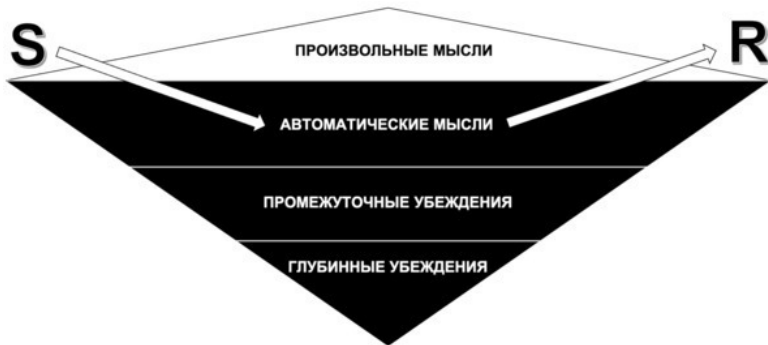 S
ПРОИЗВОЛЬНЫЕ МЫСЛИ
R
АВТОМАТИЧЕСКИЕ МЫСЛИ
ПРОМЕЖУТОЧНЫЕ УБЕЖДЕНИЯ
ГЛУБИННЫЕ УБЕЖДЕНИЯ